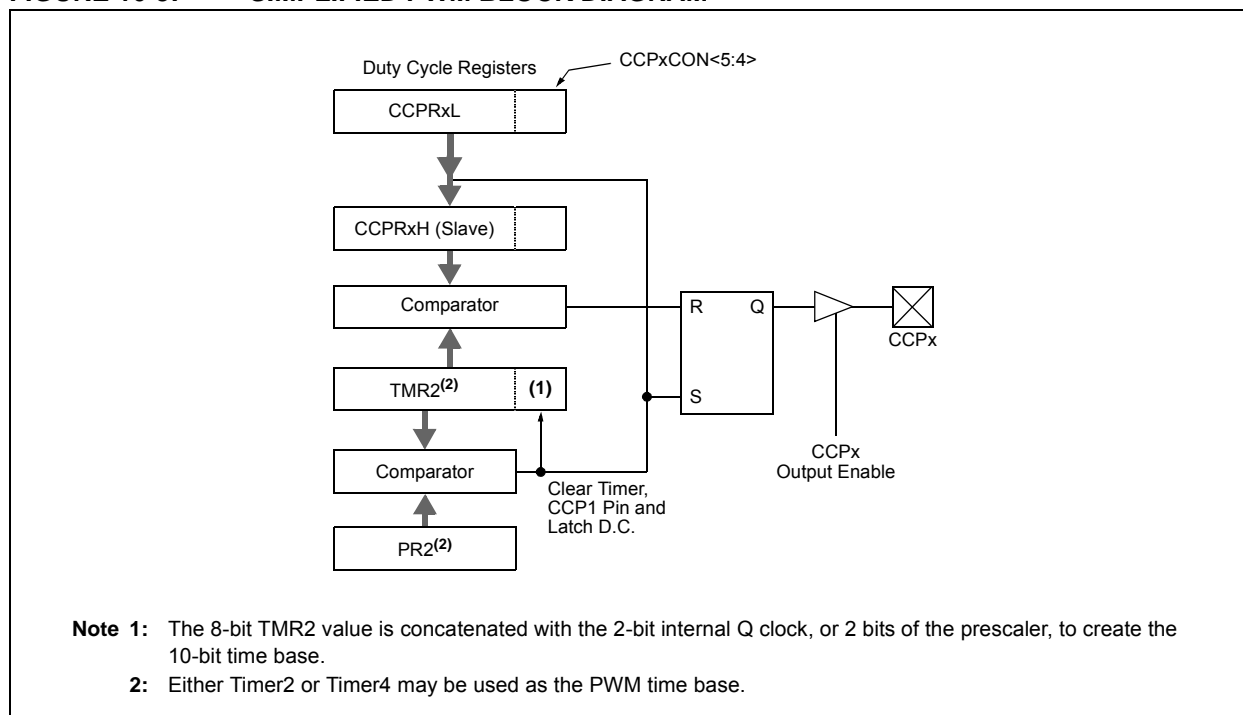 Duty Cycle Registers
CCPxCON<5:4>
CCPRxL
CCPRxH (Slave)
Comparator
R
Q
CCPx
TMR2(2)
(1)
S
CCPx
Output Enable
Comparator
Clear Timer,
CCP1 Pin and
Latch D.C.
PR2(2)
Note 1: The 8-bit TMR2 value is concatenated with the 2-bit internal Q clock, or 2 bits of the prescaler, to create the
10-bit time base.
2: Either Timer2 or Timer4 may be used as the PWM time base.